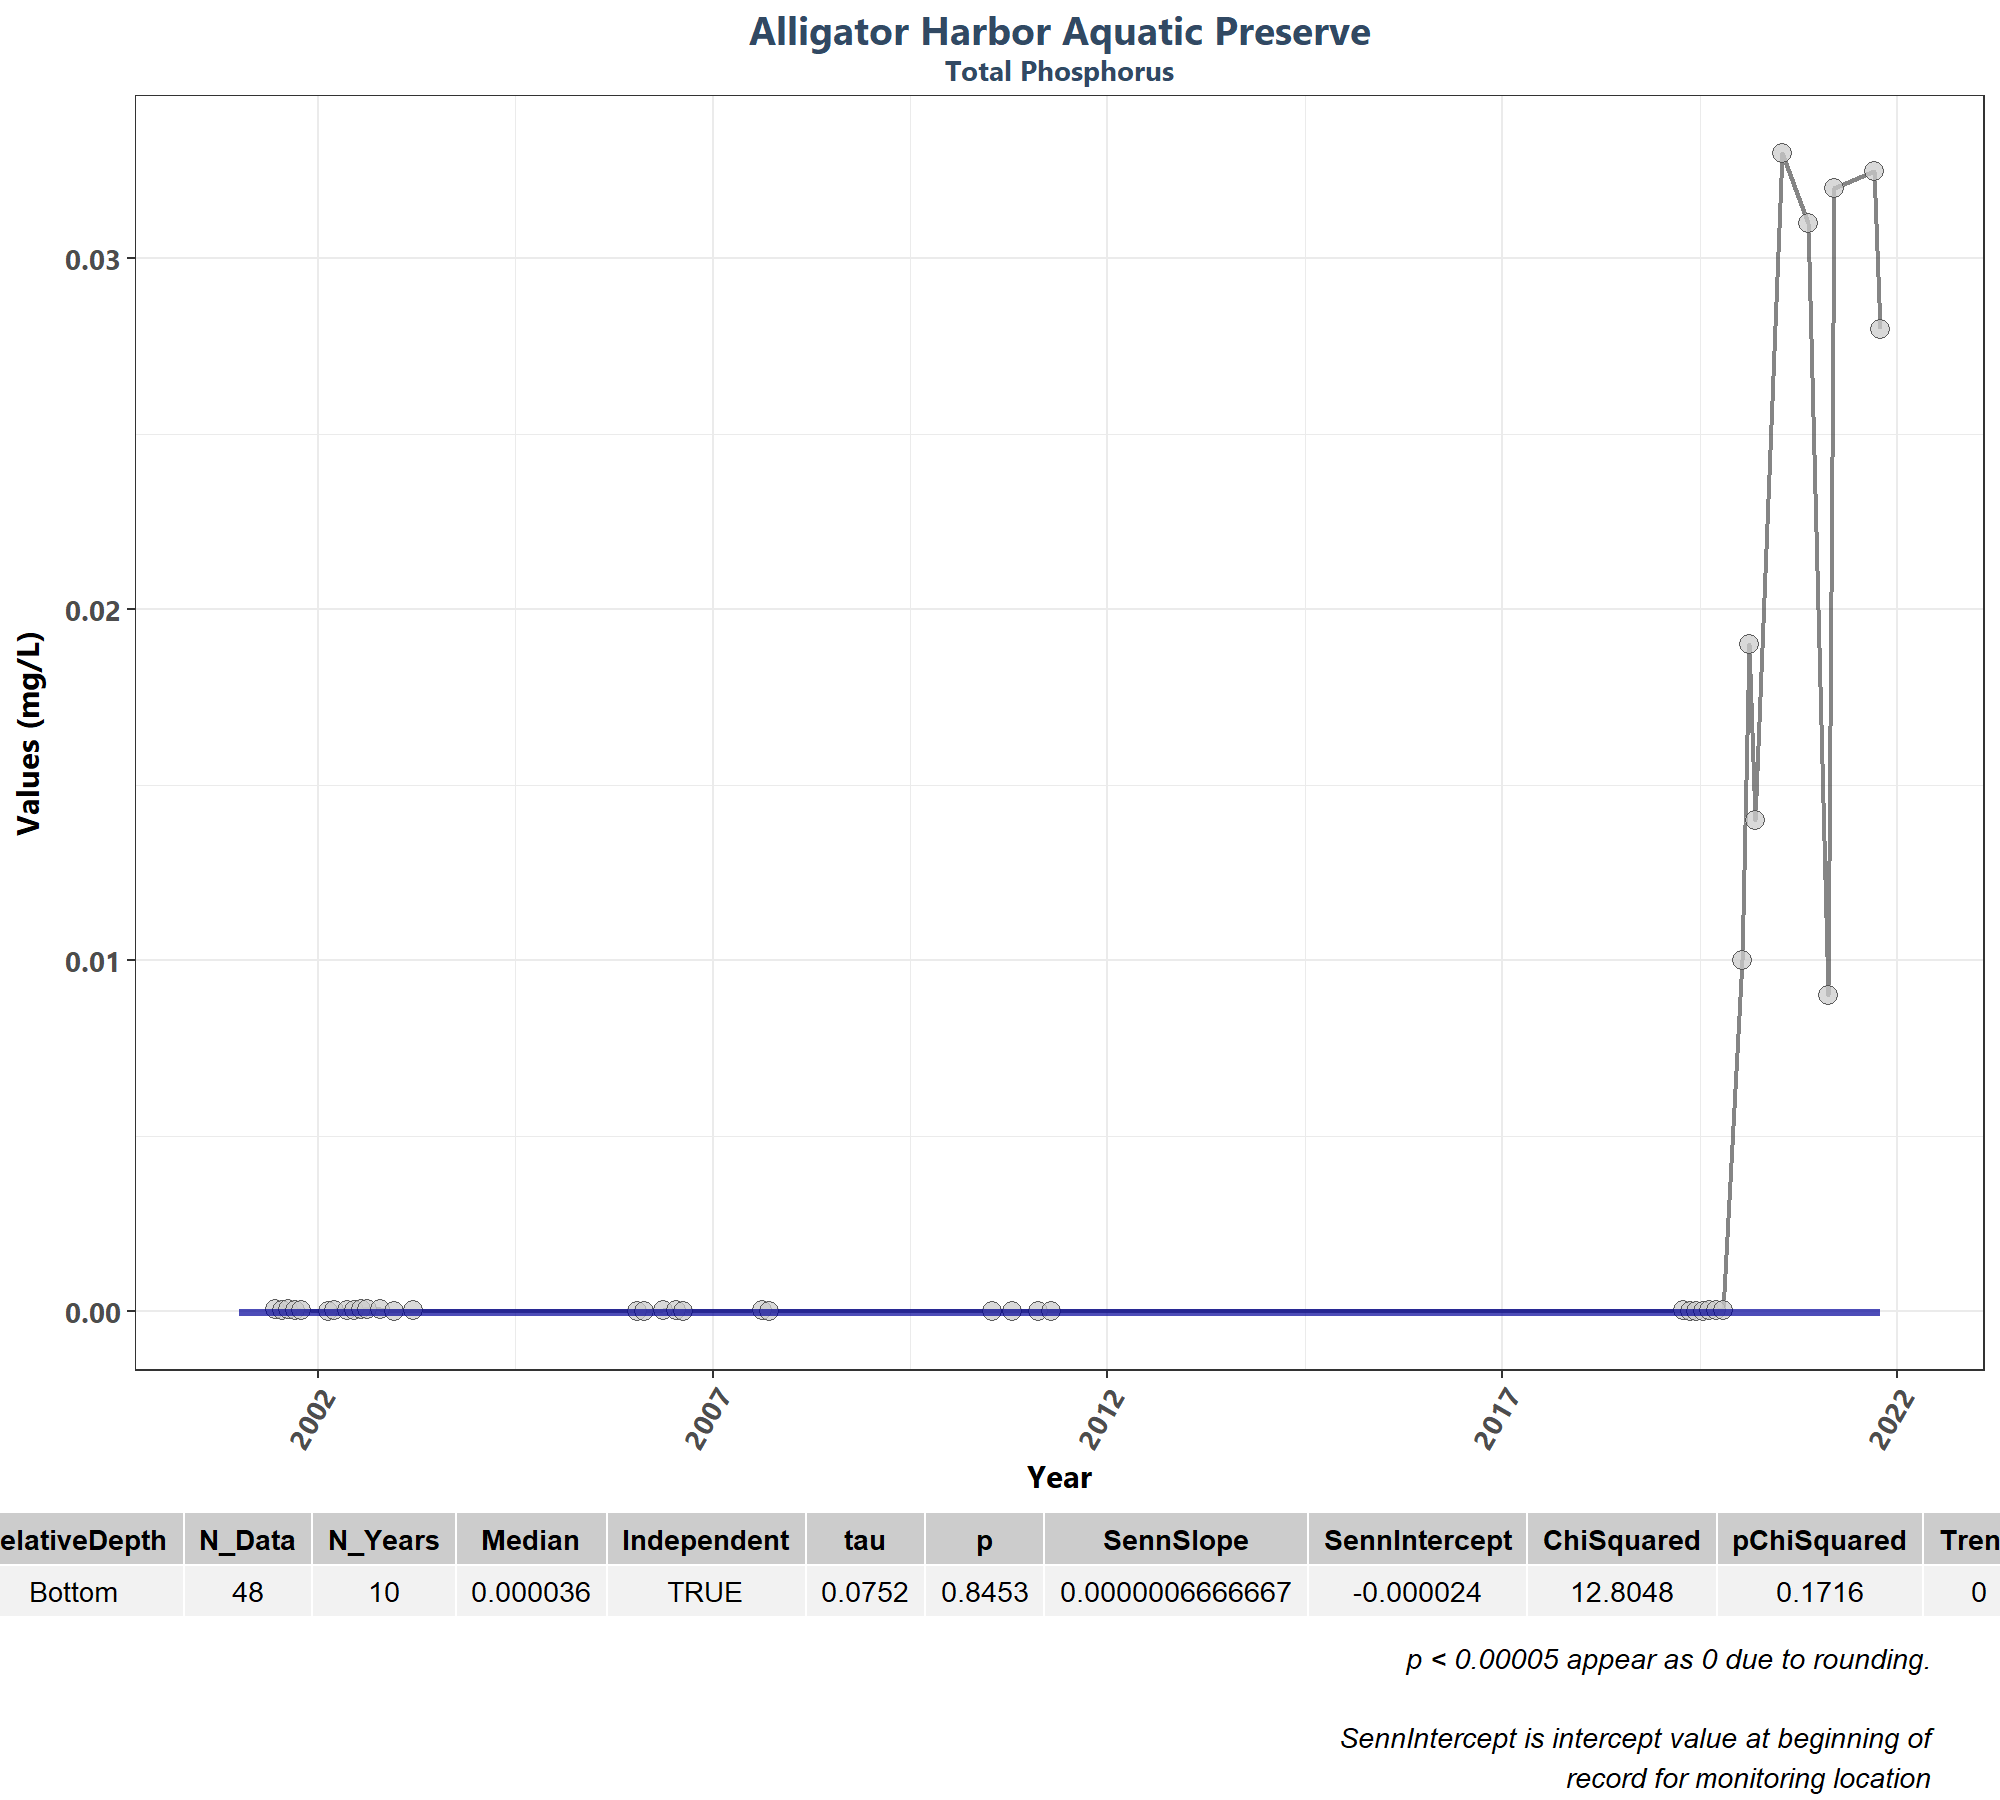 Alligator Harbor Aquatic Preserve
Total Phosphorus
Values (mg/L)
0.03
0.02
0.01
0.00
2002 2007 2012 2017 2022
Year
elativeDepth N_Data N_Years Median Independent tau p SennSlope SennIntercept ChiSquared pChiSquared Tren
Bottom 48 10 0.000036 TRUE 0.0752 0.8453 0.0000006666667 -0.000024 12.8048 0.1716 0
p < 0.00005 appear as 0 due to rounding.
SennIntercept is intercept value at beginning of
record for monitoring location